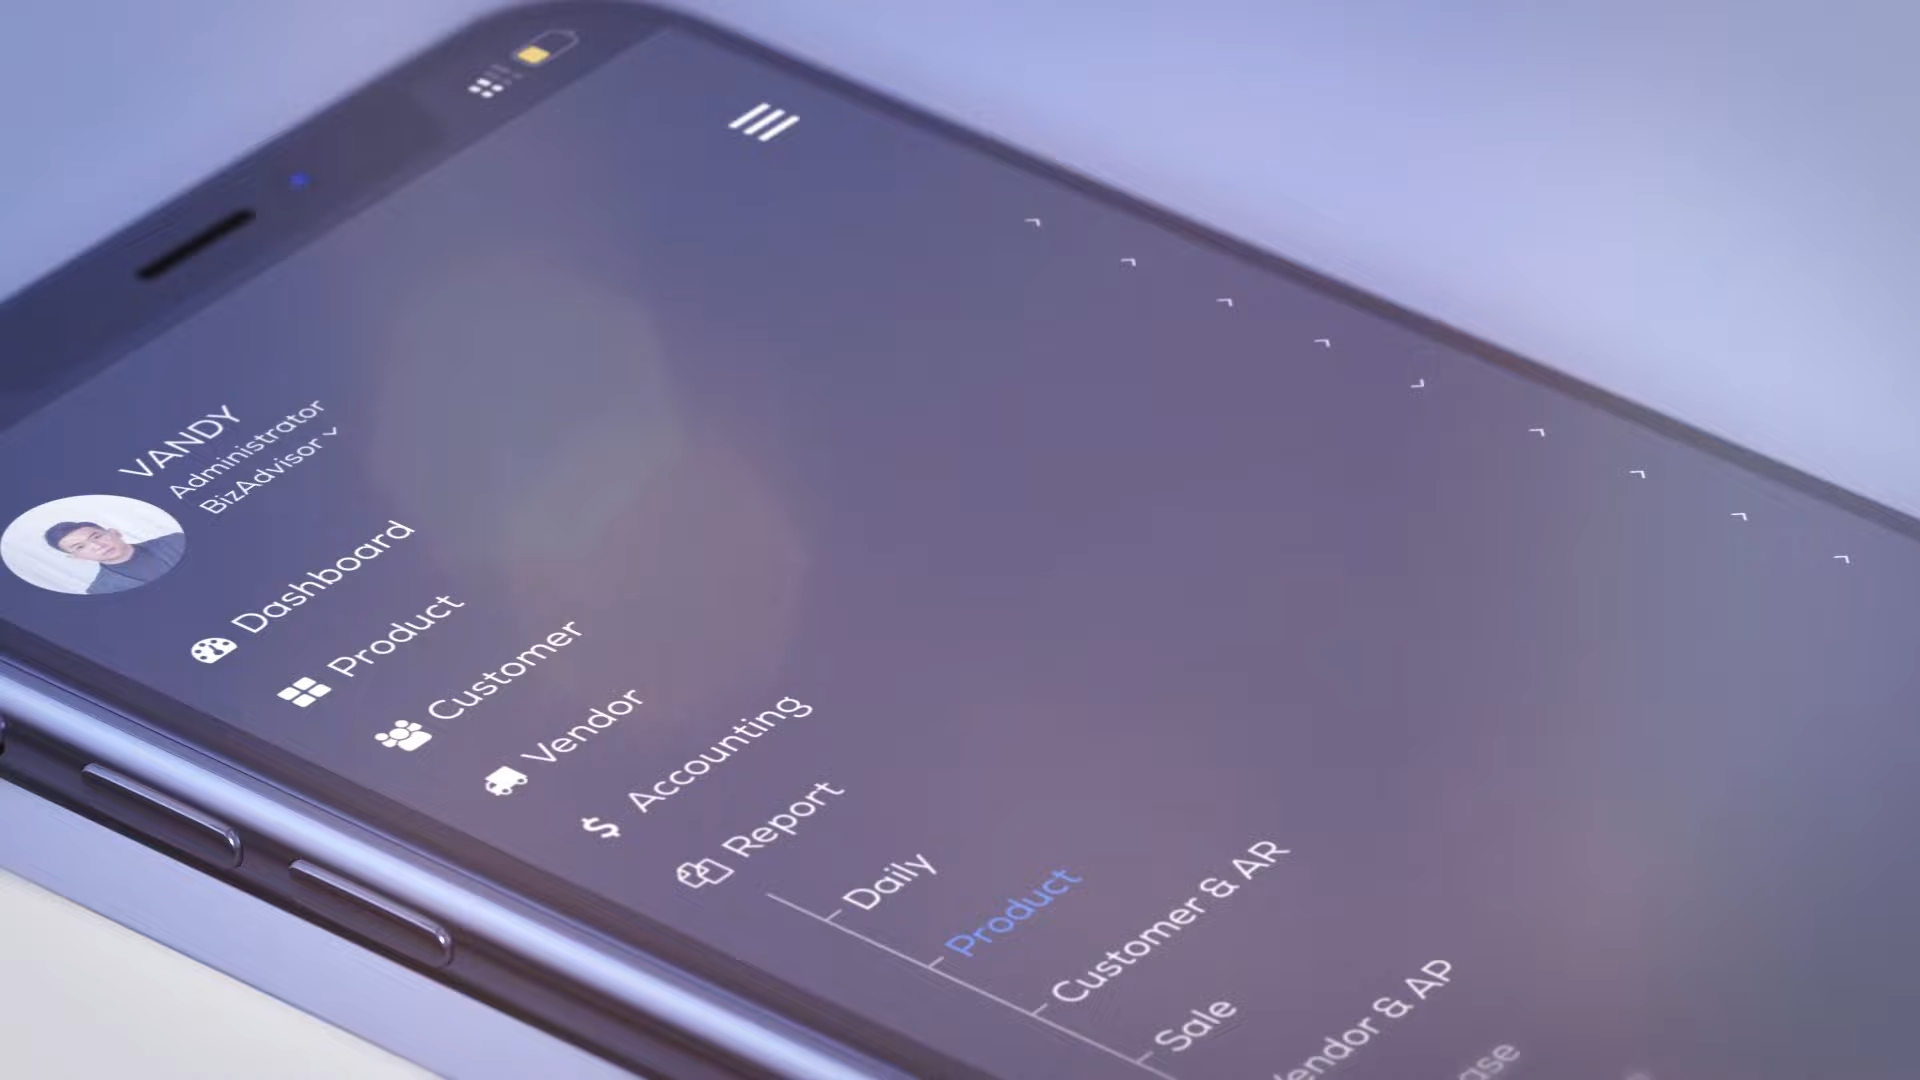 VANDY
Administrator
BizAdvisor
Dashboard
Product
Customer
Vendor
Accounting
$
Report
Daily
Product
Customer & AR
Sale
Vendor & AP